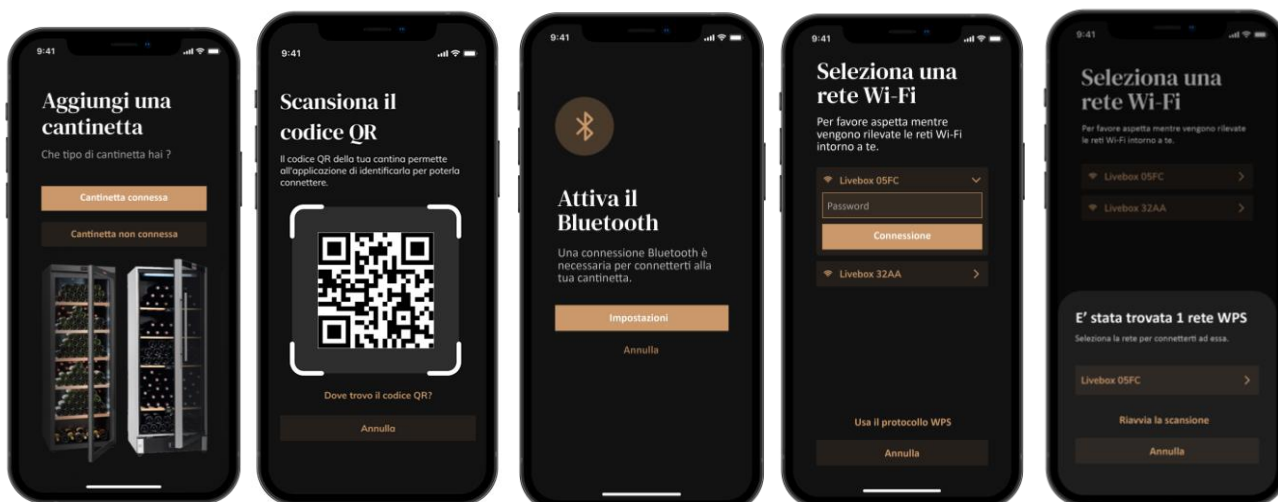 9:41
Aggiungi una
cantinetta
Che tipo di cantinetta hai ?
Cantinetta connessa
Cantinetta non connessa
9:41
Scansiona il
codice QR
Il codice QR della tua cantina permette
all'applicazione di identificarla per poterla
connettere.
Dove trovo il codice QR?
Annulla
9:41
Attiva il
Bluetooth
Una connessione Bluetooth è
necessaria per connetterti alla
tua cantinetta.
Impostazioni
Annulla
9:41
Seleziona una
rete Wi-Fi
Per favore aspetta mentre
vengono rilevate le reti Wi-Fi
intorno a te.
Livebox 05FC
Password
Connessione
Livebox 32AA
Usa il protocollo WPS
Annulla
9:41
Seleziona una
rete Wi-Fi
Per favore aspetta mentre vengono rilevate
le reti Wi-Fi intorno a te.
Livebox 05FC
Livebox 32AA
E' stata trovata 1 rete WPS
Seleziona la rete per connetterti ad essa.
Livebox 05FC
Riavvia la scansione
Annulla